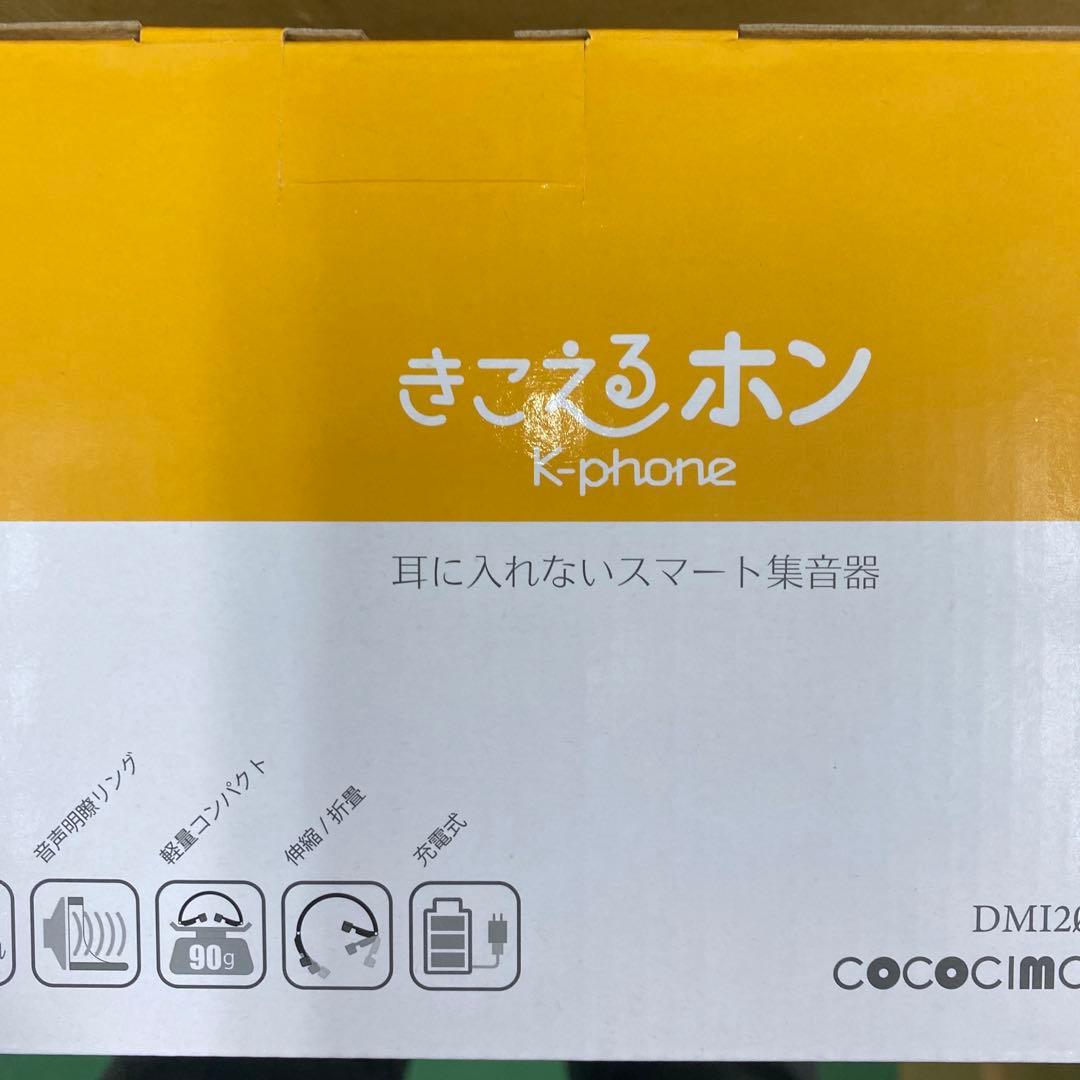 きこえるホン
K-phone
耳に入れないスマート集音器
音声明瞭リング
軽量コンパクト
伸縮/折畳
充電式
90g
DMI2
COCOCIMO